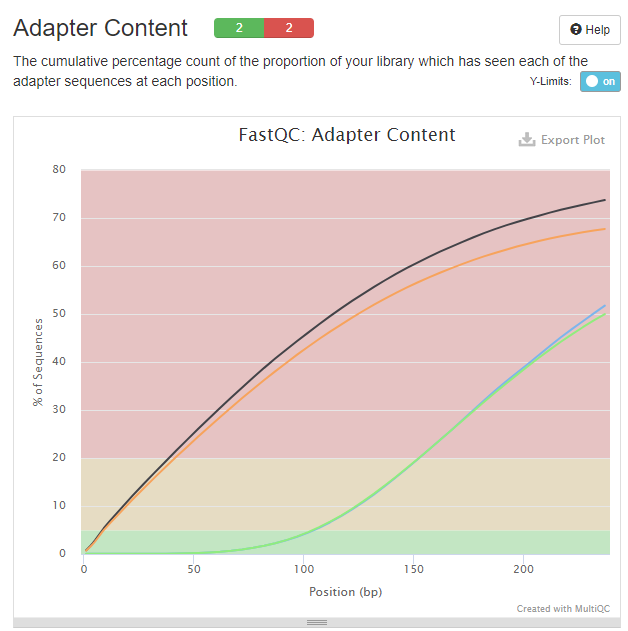 Adapter Content 2 2 Help
The cumulative percentage count of the proportion of your library which has seen each of the
adapter sequences at each position.
Y-Limits: on
FastQC: Adapter Content
Export Plot
80
70
60
50
40
30
20
10
0
% of Sequences
0 50 100 150 200
Position (bp)
Created with MultiQC